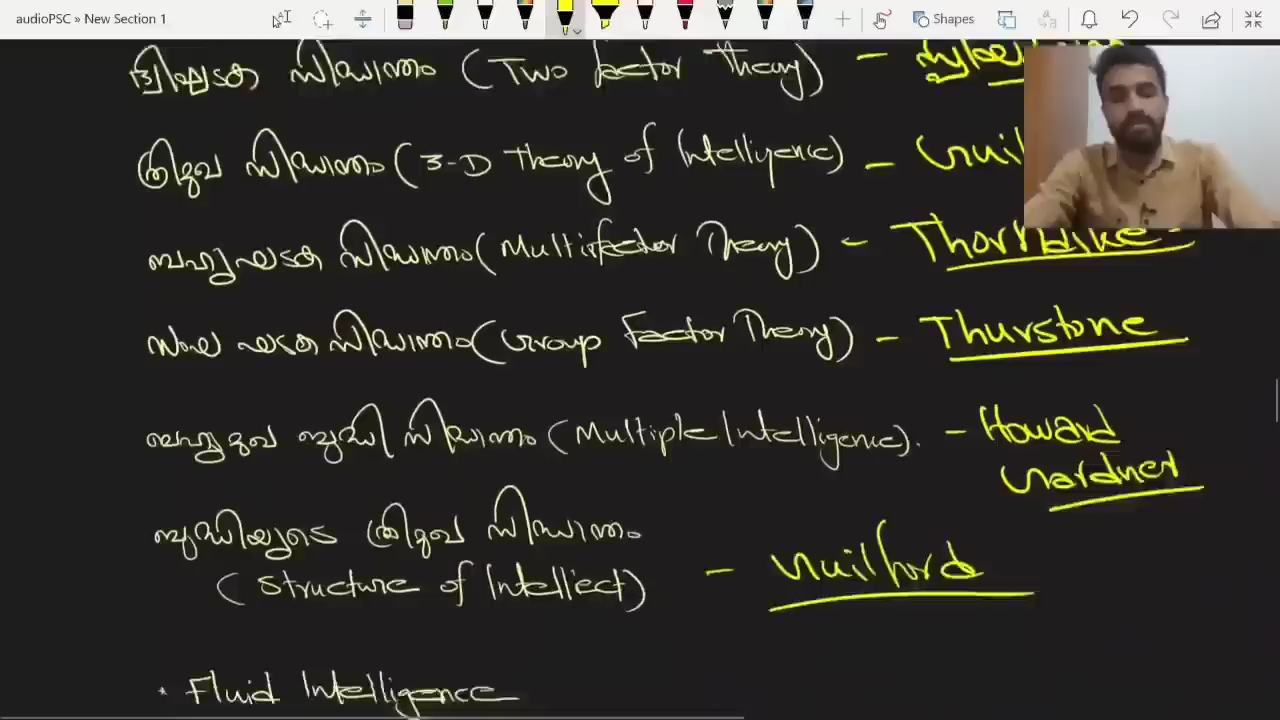 audioPSC » New Section 1
Shapes
ദ്വിഘടക സിദ്ധാന്തം (Two factor Theory) -
ത്രിമുഖ സിദ്ധാന്തം (3-D Theory of Intelligence) - Guil
ബഹുഘടക സിദ്ധാന്തം (Multifactor Theory) - Thorndike
സംഘ ഘടക സിദ്ധാന്തം (Group Factor Theory) - Thurstone
ബഹുമുഖ ബുദ്ധി സിദ്ധാന്തം (Multiple Intelligence). - Howard
Gardner
ബുദ്ധിയുടെ ത്രിമുഖ സിദ്ധാന്തം
(Structure of Intellect) - Guilford
· Fluid Intelligence